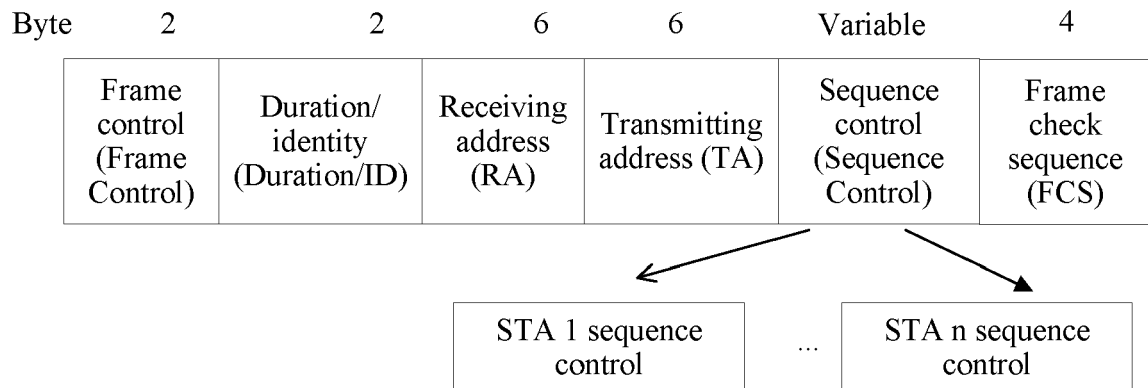 Byte 2 2 6 6 Variable 4
Frame
control
(Frame
Control)
Duration/
identity
(Duration/ID)
Receiving
address
(RA)
Transmitting
address (TA)
Sequence
control
(Sequence
Control)
Frame
check
sequence
(FCS)
STA 1 sequence
control
...
STA n sequence
control